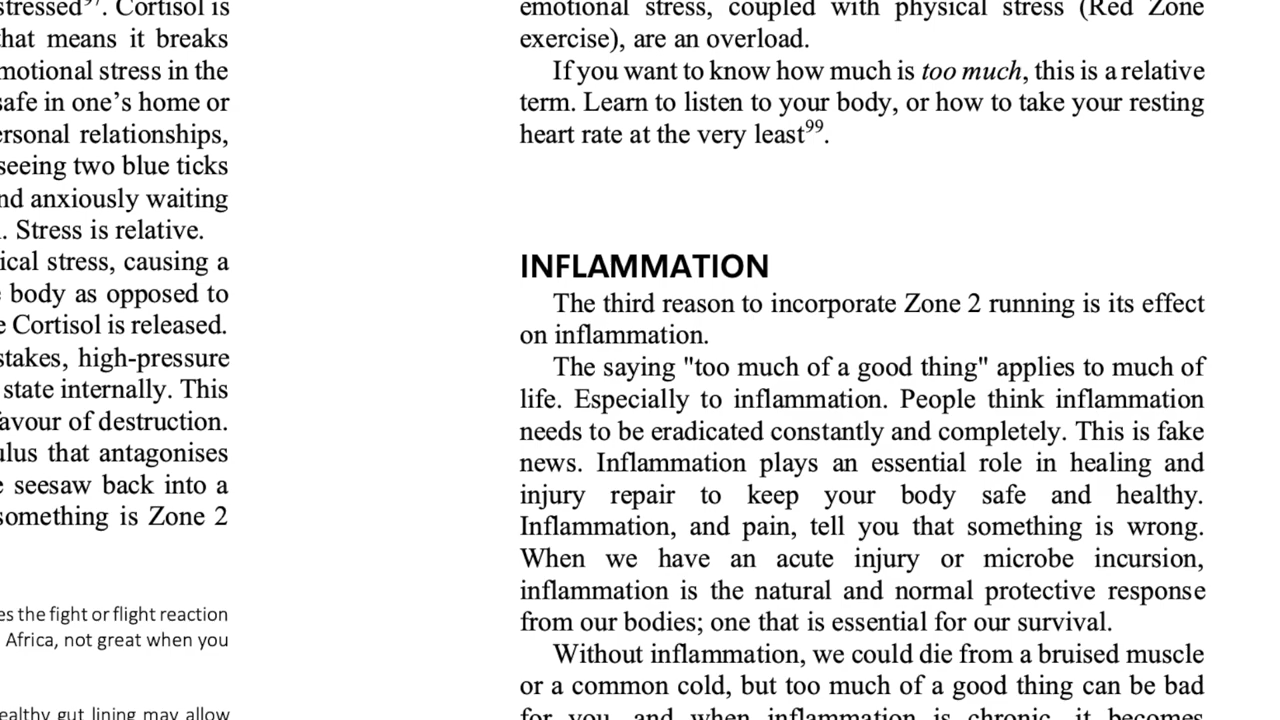 stressed⁹⁷. Cortisol is
that means it breaks
motional stress in the
safe in one's home or
ersonal relationships,
seeing two blue ticks
nd anxiously waiting
. Stress is relative.
ical stress, causing a
body as opposed to
e Cortisol is released.
stakes, high-pressure
state internally. This
favour of destruction.
ulus that antagonises
e seesaw back into a
something is Zone 2
es the fight or flight reaction
Africa, not great when you
ealthy gut lining may allow
emotional stress, coupled with physical stress (Red Zone
exercise), are an overload.
If you want to know how much is too much, this is a relative
term. Learn to listen to your body, or how to take your resting
heart rate at the very least⁹⁹.
INFLAMMATION
The third reason to incorporate Zone 2 running is its effect
on inflammation.
The saying "too much of a good thing" applies to much of
life. Especially to inflammation. People think inflammation
needs to be eradicated constantly and completely. This is fake
news. Inflammation plays an essential role in healing and
injury repair to keep your body safe and healthy.
Inflammation, and pain, tell you that something is wrong.
When we have an acute injury or microbe incursion,
inflammation is the natural and normal protective response
from our bodies; one that is essential for our survival.
Without inflammation, we could die from a bruised muscle
or a common cold, but too much of a good thing can be bad
for you, and when inflammation is chronic, it becomes